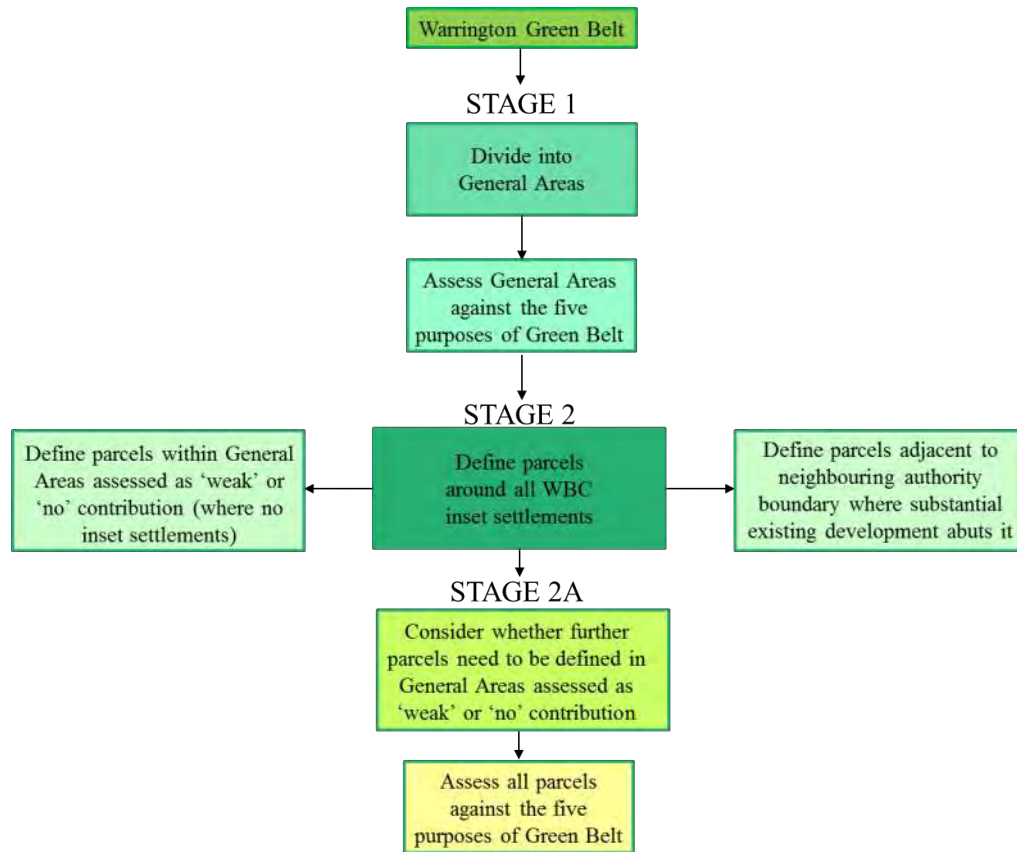 Warrington Green Belt
STAGE 1
Divide into
General Areas
Assess General Areas
against the five
purposes of Green Belt
STAGE 2
Define parcels within General
Areas assessed as ‘weak’ or
‘no’ contribution (where no
inset settlements)
Define parcels
around all WBC
inset settlements
Define parcels adjacent to
neighbouring authority
boundary where substantial
existing development abuts it
STAGE 2A
Consider whether further
parcels need to be defined in
General Areas assessed as
‘weak’ or ‘no’ contribution
Assess all parcels
against the five
purposes of Green Belt